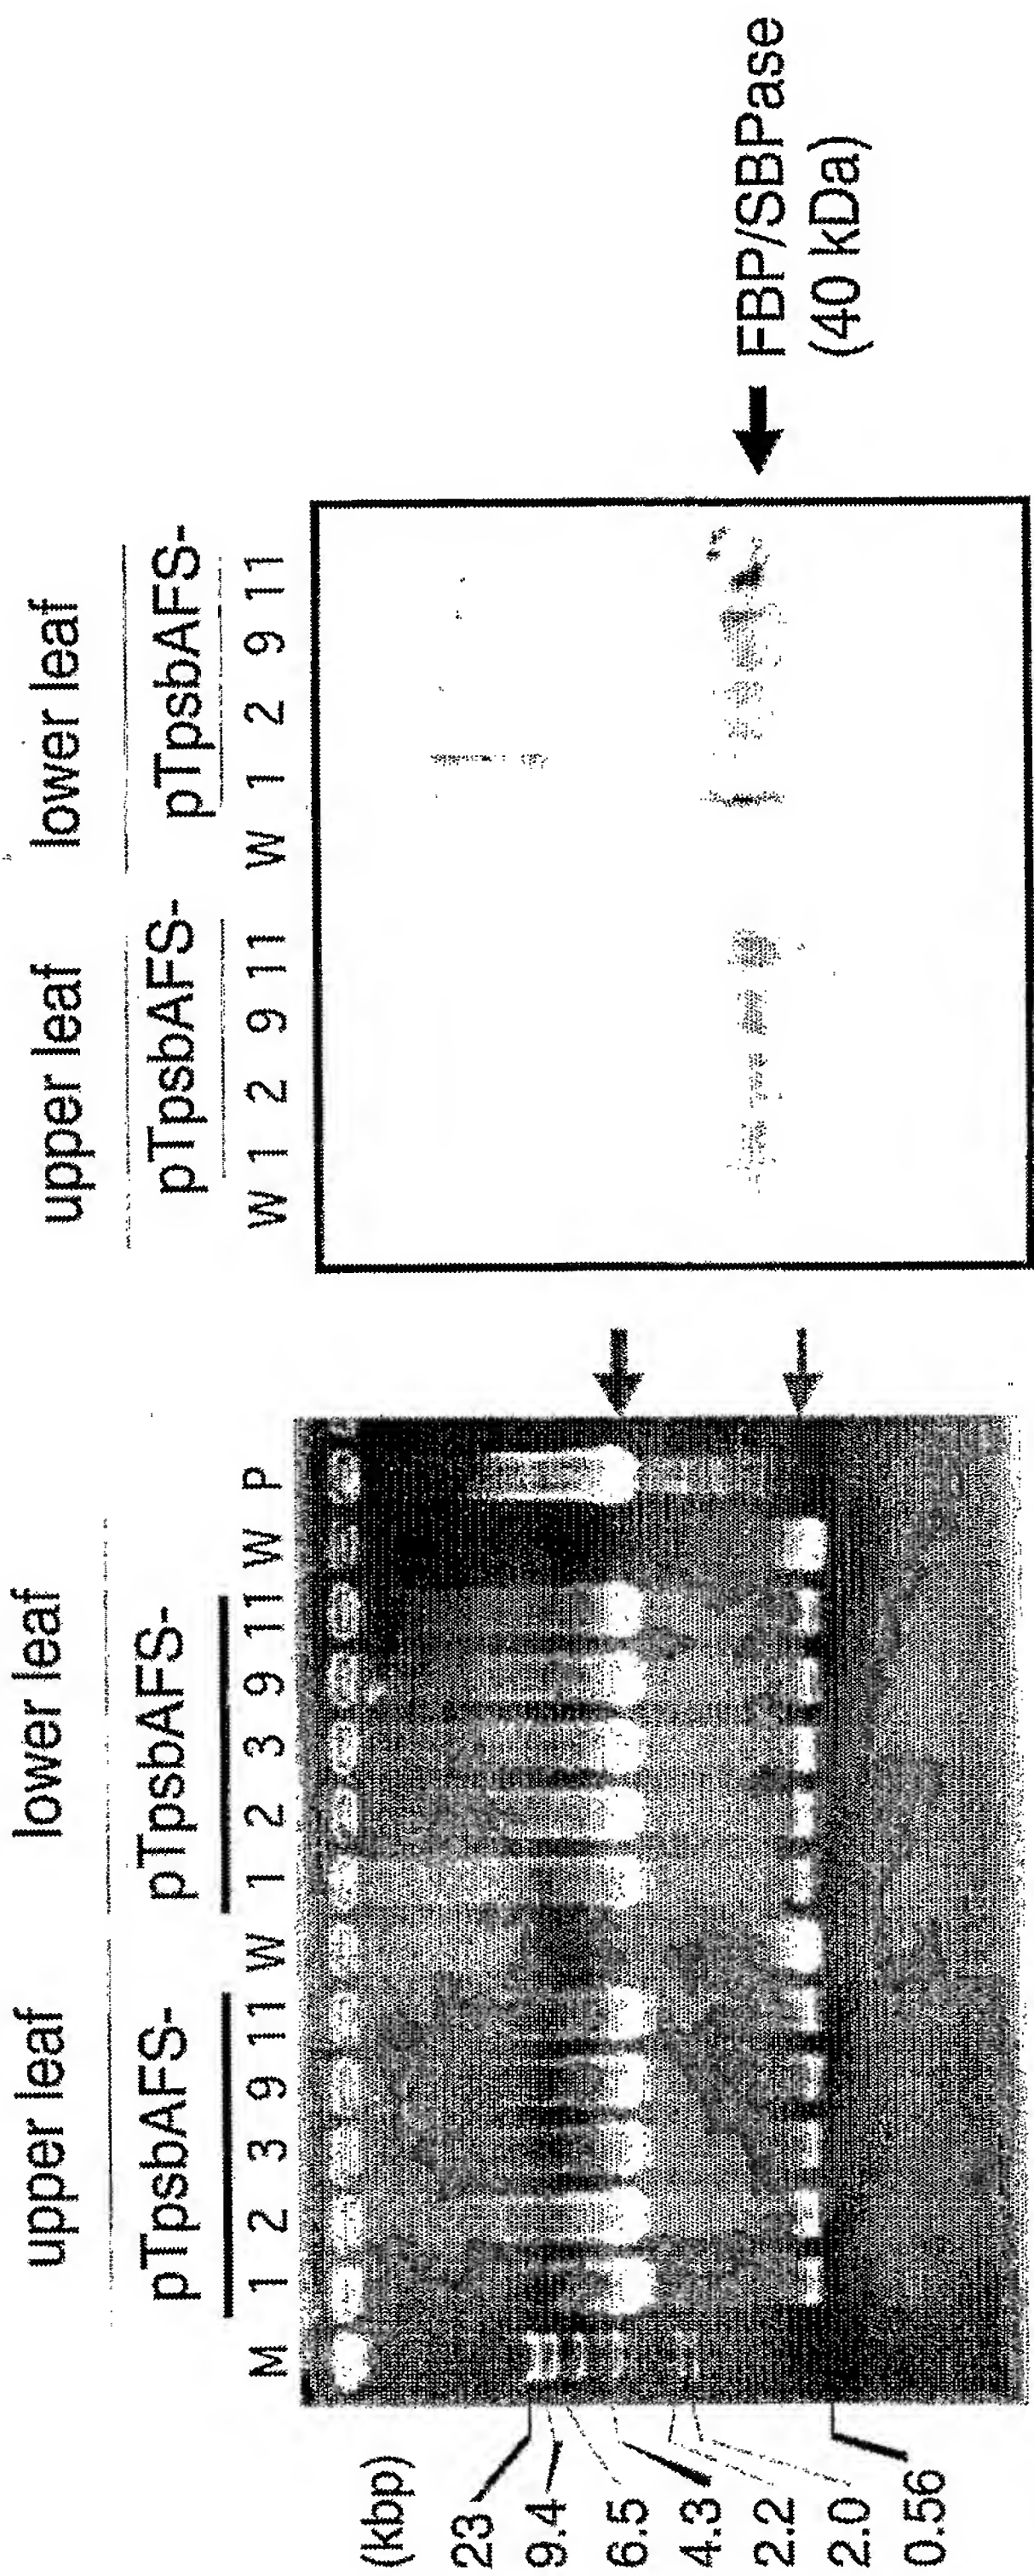 upper leaf lower leaf
pTpsbAFS- pTpsbAFS-
M 1 2 3 9 11 W 1 2 3 9 11 W P
(kbp)
23
9.4
6.5
4.3
2.2
2.0
0.56
upper leaf lower leaf
pTpsbAFS- pTpsbAFS-
W 1 2 9 11 W 1 2 9 11
FBP/SBPase
(40 kDa)